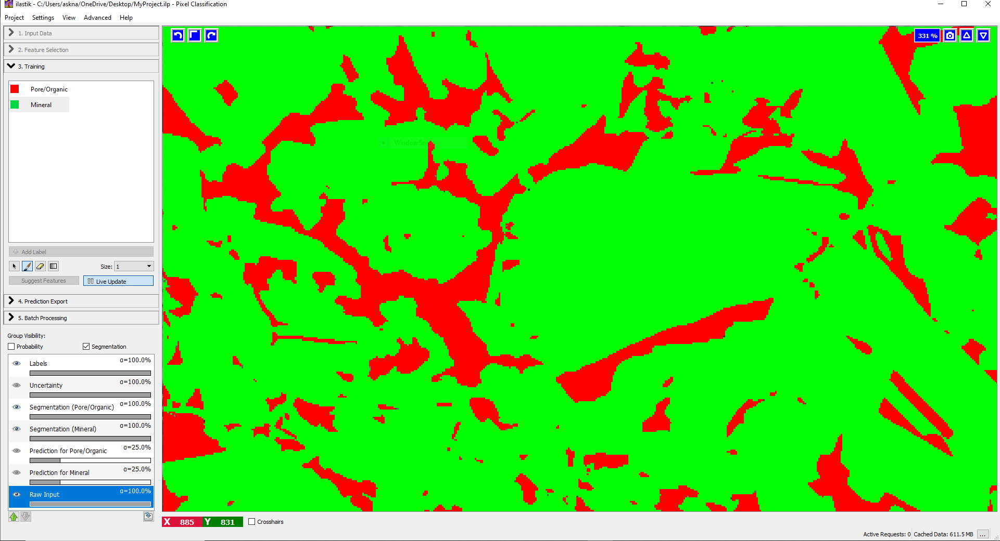 ilastik - C:/Users/askna/OneDrive/Desktop/MyProject.ilp - Pixel Classification
Project Settings View Advanced Help
1. Input Data
2. Feature Selection
3. Training
Pore/Organic
Mineral
Add Label
Size: 1
Suggest Features
Live Update
4. Prediction Export
5. Batch Processing
Group Visibility:
Probability
Segmentation
Labels α=100.0%
Uncertainty α=100.0%
Segmentation (Pore/Organic) α=100.0%
Segmentation (Mineral) α=100.0%
Prediction for Pore/Organic α=25.0%
Prediction for Mineral α=25.0%
Raw Input α=100.0%
331 %
Window
X 885 Y 831
Crosshairs
Active Requests: 0 Cached Data: 611.5 MB ...